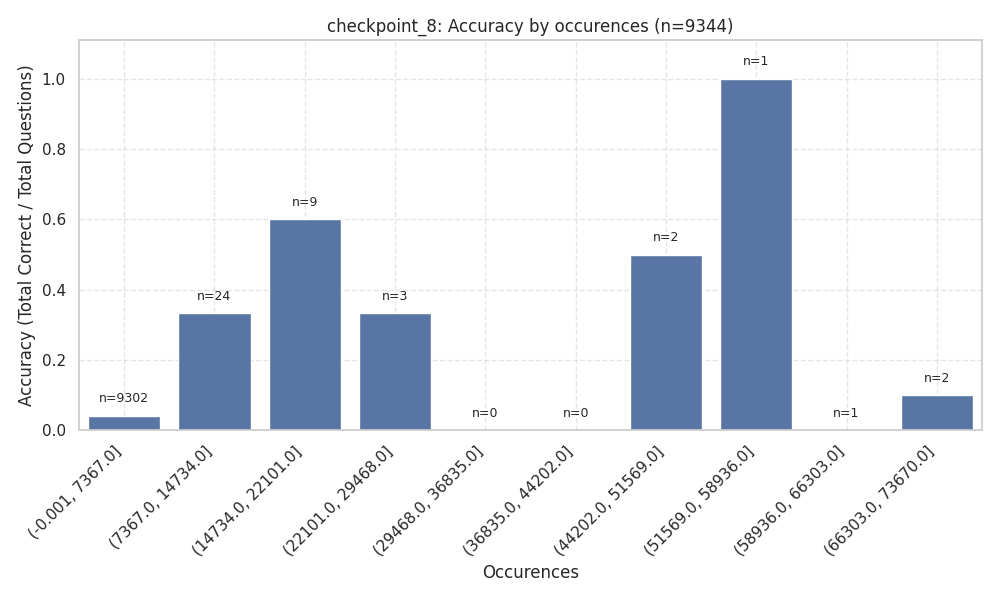 checkpoint_8: Accuracy by occurences (n=9344)
Accuracy (Total Correct / Total Questions)
1.0
0.8
0.6
0.4
0.2
0.0
n=9302
n=24
n=9
n=3
n=0
n=0
n=2
n=1
n=1
n=2
(-0.001, 7367.0]
(7367.0, 14734.0]
(14734.0, 22101.0]
(22101.0, 29468.0]
(29468.0, 36835.0]
(36835.0, 44202.0]
(44202.0, 51569.0]
(51569.0, 58936.0]
(58936.0, 66303.0]
(66303.0, 73670.0]
Occurences